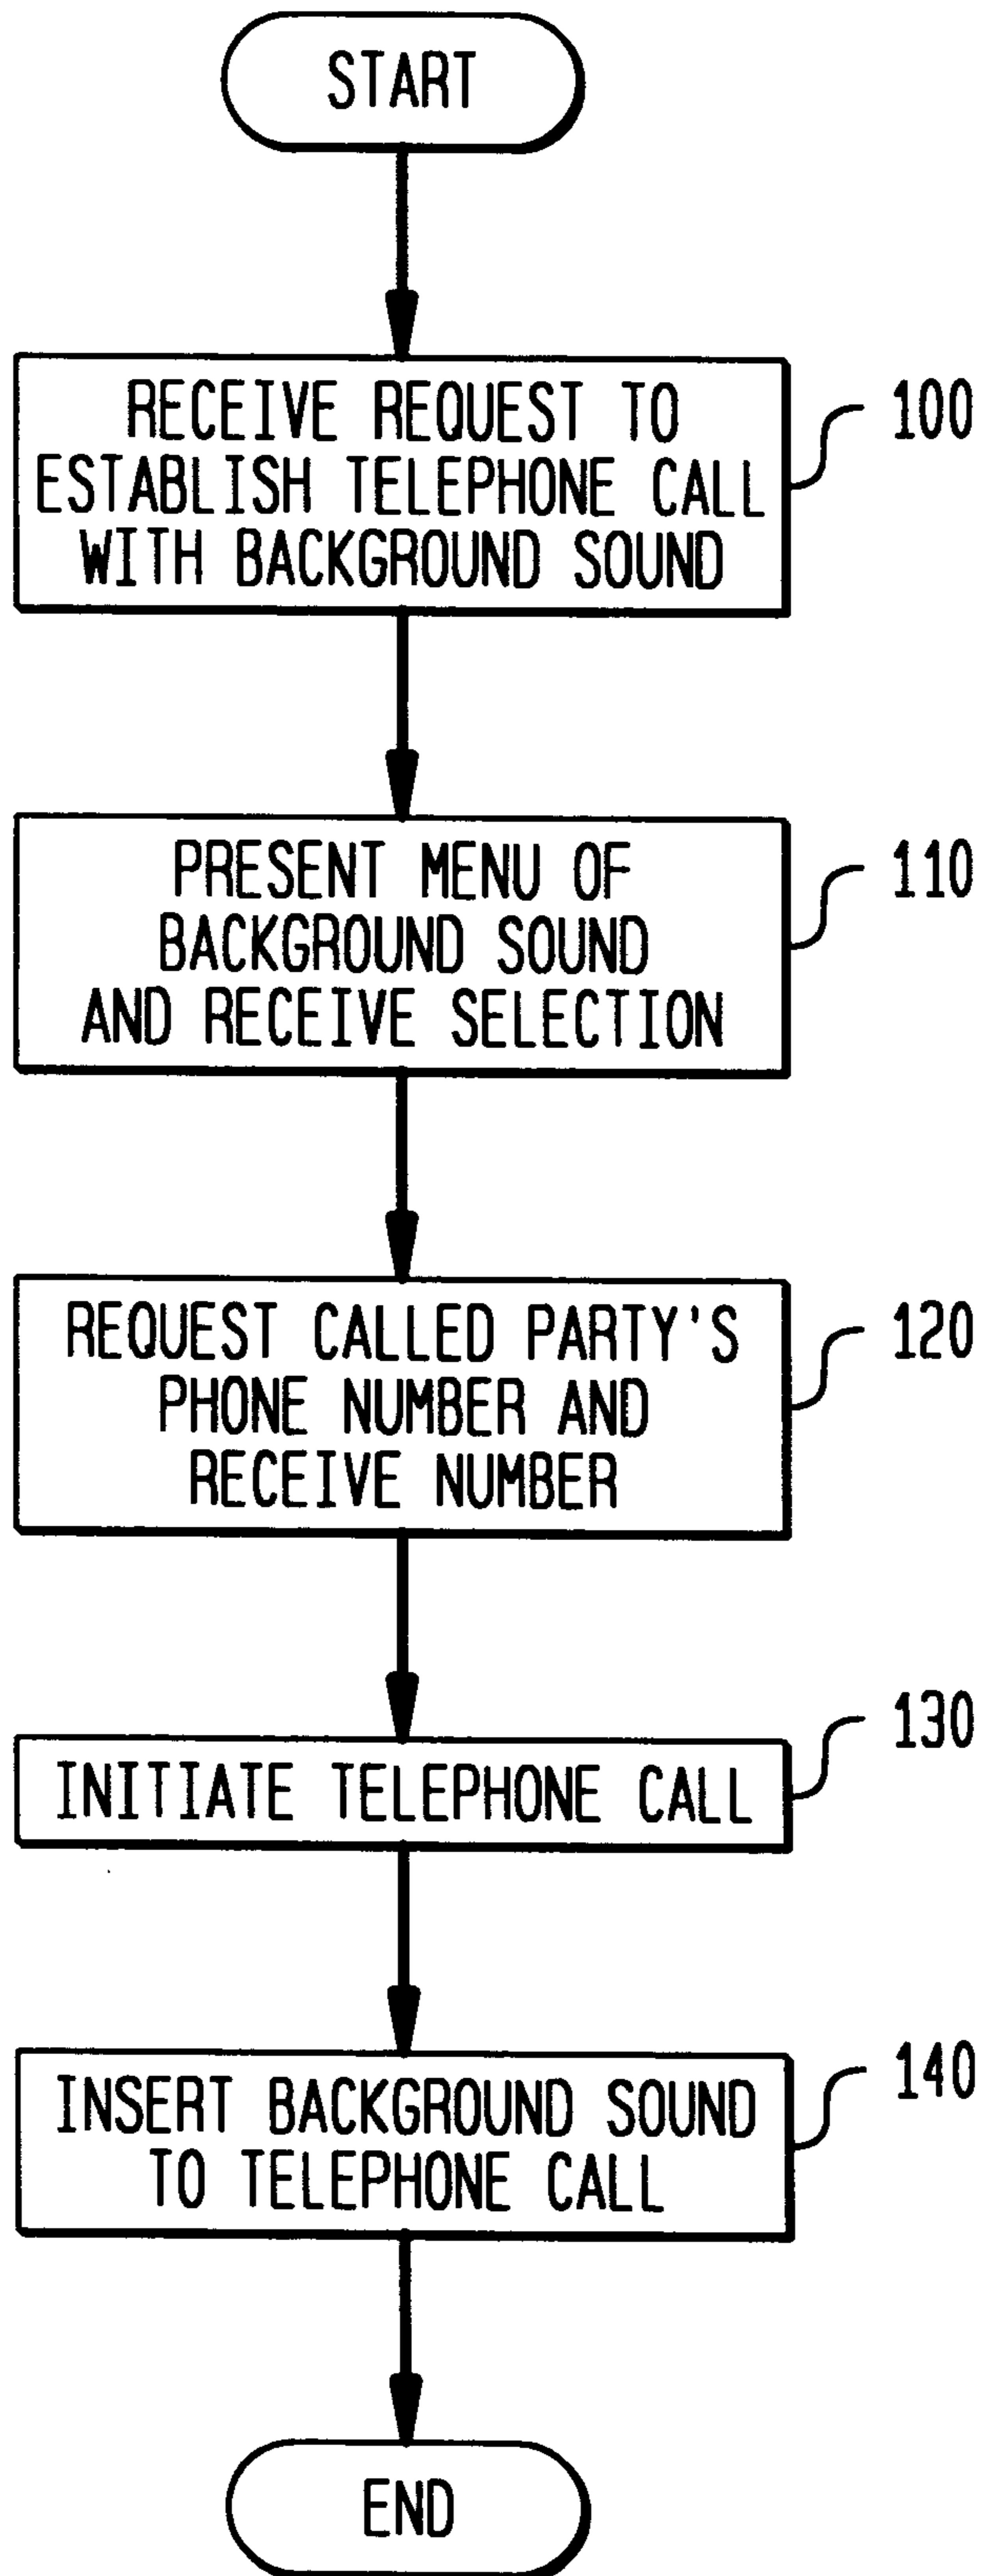 START
RECEIVE REQUEST TO
ESTABLISH TELEPHONE CALL
WITH BACKGROUND SOUND
100
PRESENT MENU OF
BACKGROUND SOUND
AND RECEIVE SELECTION
110
REQUEST CALLED PARTY'S
PHONE NUMBER AND
RECEIVE NUMBER
120
INITIATE TELEPHONE CALL
130
INSERT BACKGROUND SOUND
TO TELEPHONE CALL
140
END